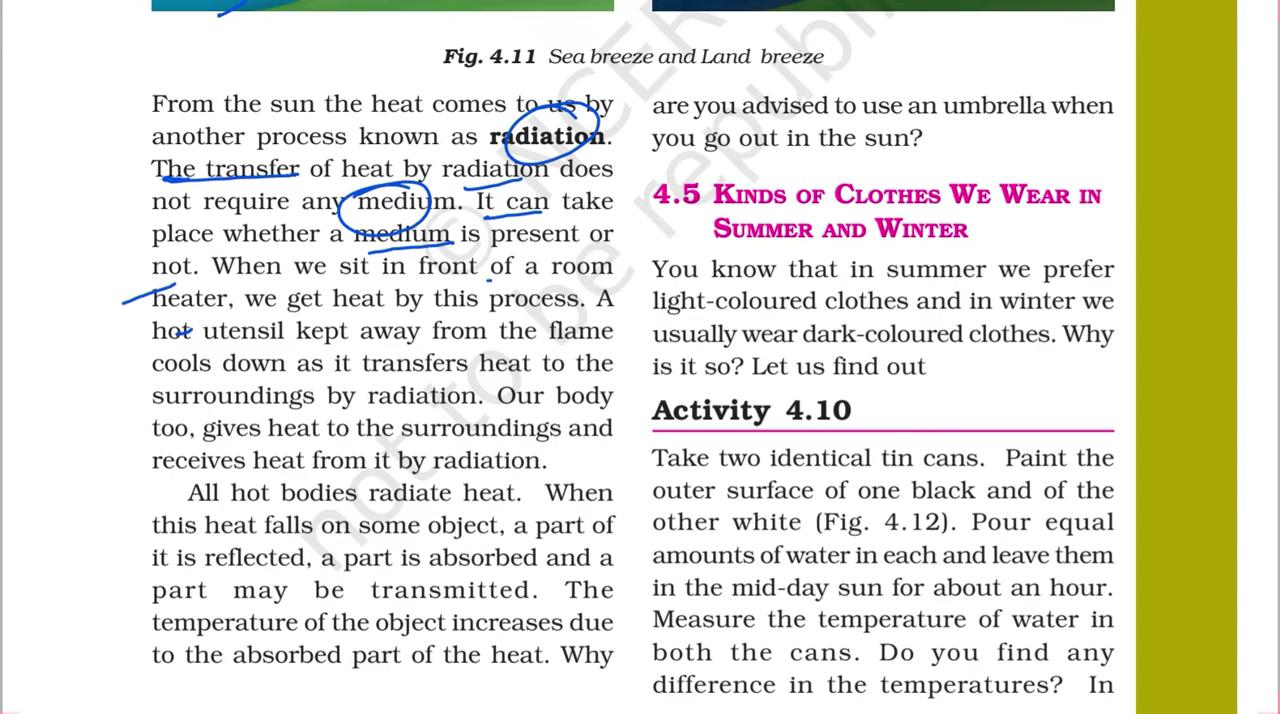 Fig. 4.11 Sea breeze and Land breeze
From the sun the heat comes to us by
another process known as radiation.
The transfer of heat by radiation does
not require any medium. It can take
place whether a medium is present or
not. When we sit in front of a room
heater, we get heat by this process. A
hot utensil kept away from the flame
cools down as it transfers heat to the
surroundings by radiation. Our body
too, gives heat to the surroundings and
receives heat from it by radiation.
All hot bodies radiate heat. When
this heat falls on some object, a part of
it is reflected, a part is absorbed and a
part may be transmitted. The
temperature of the object increases due
to the absorbed part of the heat. Why
are you advised to use an umbrella when
you go out in the sun?
4.5 KINDS OF CLOTHES WE WEAR IN
SUMMER AND WINTER
You know that in summer we prefer
light-coloured clothes and in winter we
usually wear dark-coloured clothes. Why
is it so? Let us find out
Activity 4.10
Take two identical tin cans. Paint the
outer surface of one black and of the
other white (Fig. 4.12). Pour equal
amounts of water in each and leave them
in the mid-day sun for about an hour.
Measure the temperature of water in
both the cans. Do you find any
difference in the temperatures? In
© NCER
not to be republi